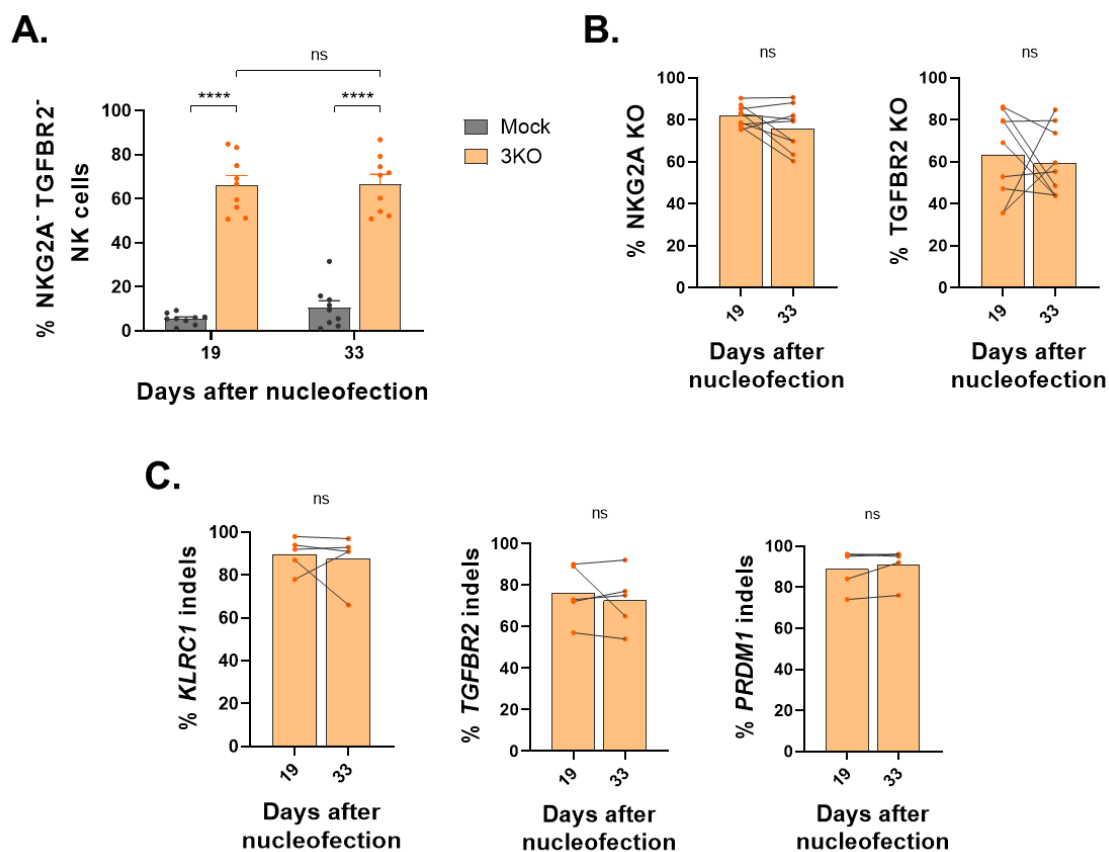 A.
ns
****
****
% NKG2A⁻ TGFBR2⁻
NK cells
100
80
60
40
20
0
19
33
Days after nucleofection
Mock
3KO
B.
ns
% NKG2A KO
100
80
60
40
20
0
19
33
Days after
nucleofection
ns
% TGFBR2 KO
100
80
60
40
20
0
19
33
Days after
nucleofection
C.
ns
% KLRC1 indels
100
80
60
40
20
0
19
33
Days after
nucleofection
ns
% TGFBR2 indels
100
80
60
40
20
0
19
33
Days after
nucleofection
ns
% PRDM1 indels
100
80
60
40
20
0
19
33
Days after
nucleofection